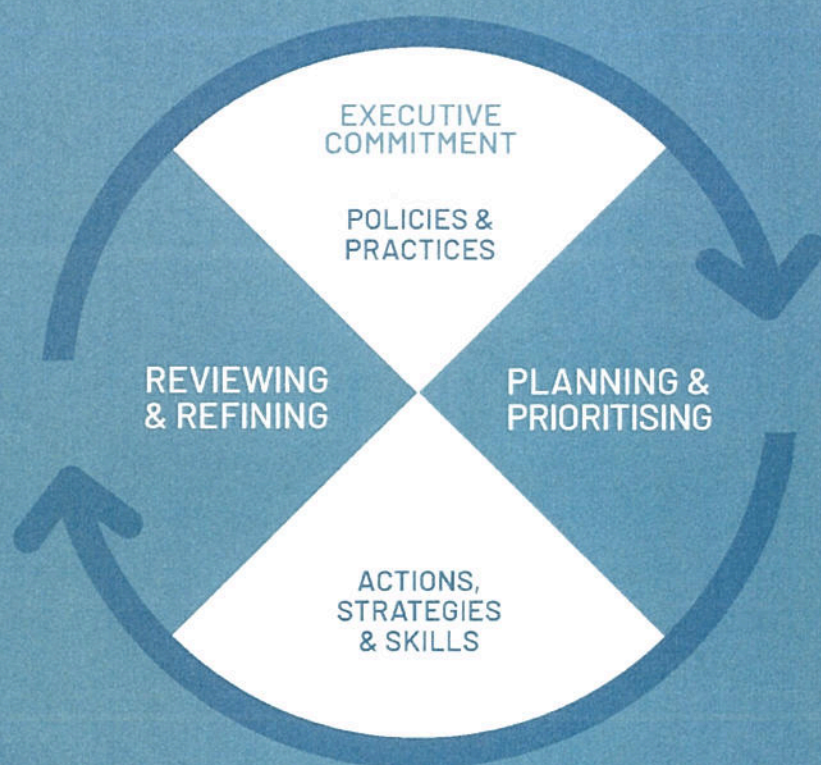 EXECUTIVE
COMMITMENT
POLICIES &
PRACTICES
REVIEWING
& REFINING
PLANNING &
PRIORITISING
ACTIONS,
STRATEGIES
& SKILLS